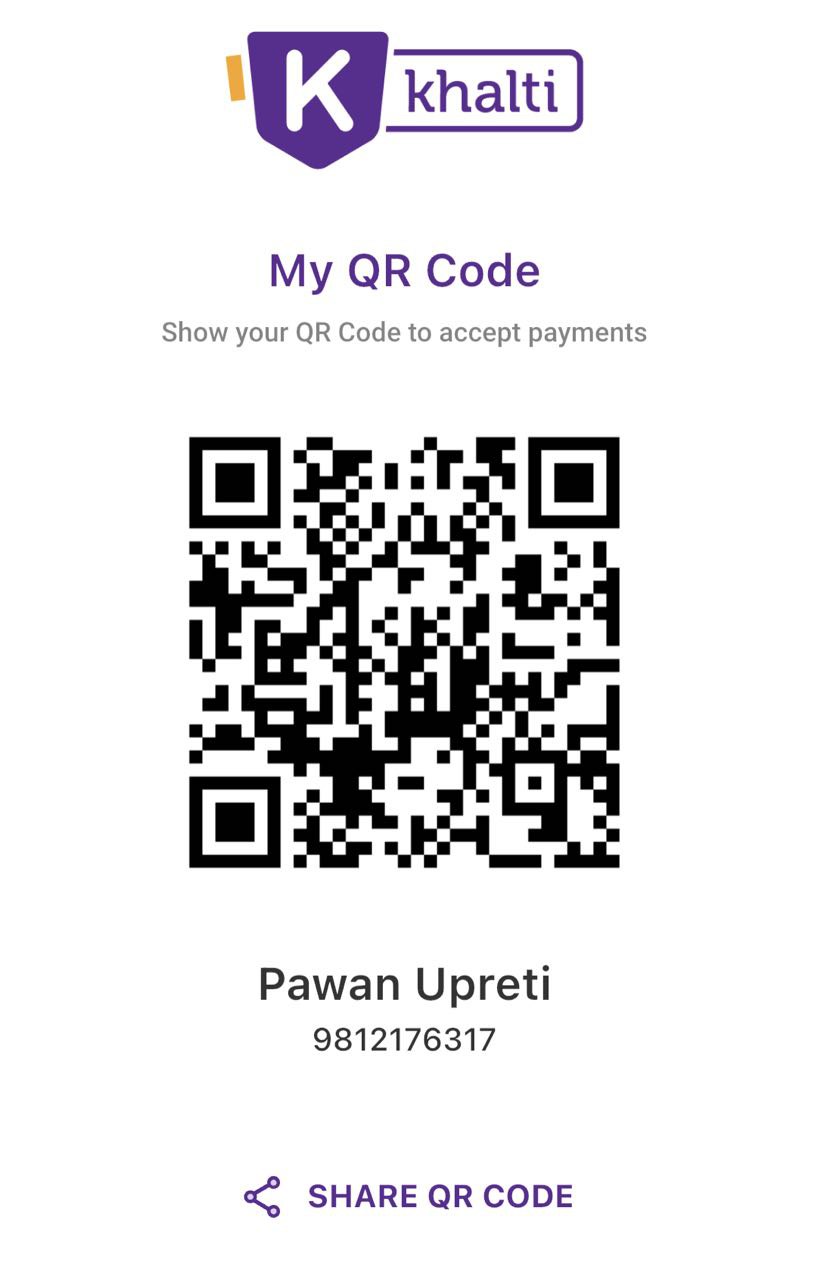 K khalti
My QR Code
Show your QR Code to accept payments
Pawan Upreti
9812176317
SHARE QR CODE